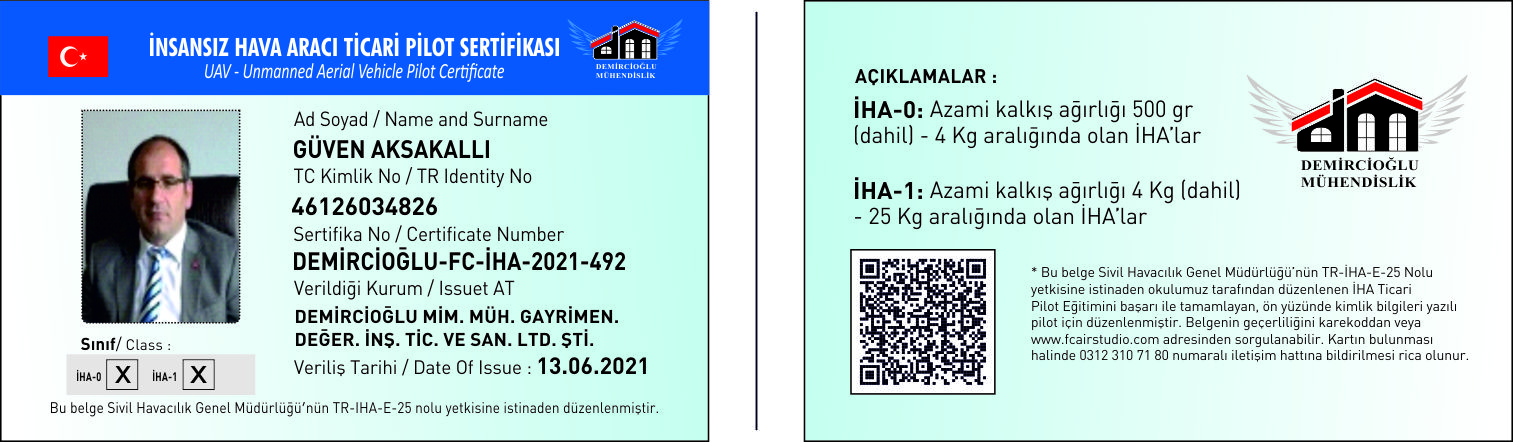 İNSANSIZ HAVA ARACI TİCARİ PİLOT SERTİFİKASI
UAV - Unmanned Aerial Vehicle Pilot Certificate
DEMİRCİOĞLU
MÜHENDİSLİK
Ad Soyad / Name and Surname
GÜVEN AKSAKALLI
TC Kimlik No / TR Identity No
46126034826
Sertifika No / Certificate Number
DEMİRCİOĞLU-FC-İHA-2021-492
Verildiği Kurum / Issuet AT
DEMİRCİOĞLU MİM. MÜH. GAYRİMEN.
DEĞER. İNŞ. TİC. VE SAN. LTD. ŞTİ.
Veriliş Tarihi / Date Of Issue : 13.06.2021
Sınıf/ Class :
İHA-0 X İHA-1 X
Bu belge Sivil Havacılık Genel Müdürlüğü'nün TR-IHA-E-25 nolu yetkisine istinaden düzenlenmiştir.
AÇIKLAMALAR :
İHA-0: Azami kalkış ağırlığı 500 gr
(dahil) - 4 Kg aralığında olan İHA'lar
İHA-1: Azami kalkış ağırlığı 4 Kg (dahil)
- 25 Kg aralığında olan İHA'lar
DEMİRCİOĞLU
MÜHENDİSLİK
* Bu belge Sivil Havacılık Genel Müdürlüğü'nün TR-İHA-E-25 Nolu
yetkisine istinaden okulumuz tarafından düzenlenen İHA Ticari
Pilot Eğitimini başarı ile tamamlayan, ön yüzünde kimlik bilgileri yazılı
pilot için düzenlenmiştir. Belgenin geçerliliğini karekoddan veya
www.fcairstudio.com adresinden sorgulanabilir. Kartın bulunması
halinde 0312 310 71 80 numaralı iletişim hattına bildirilmesi rica olunur.